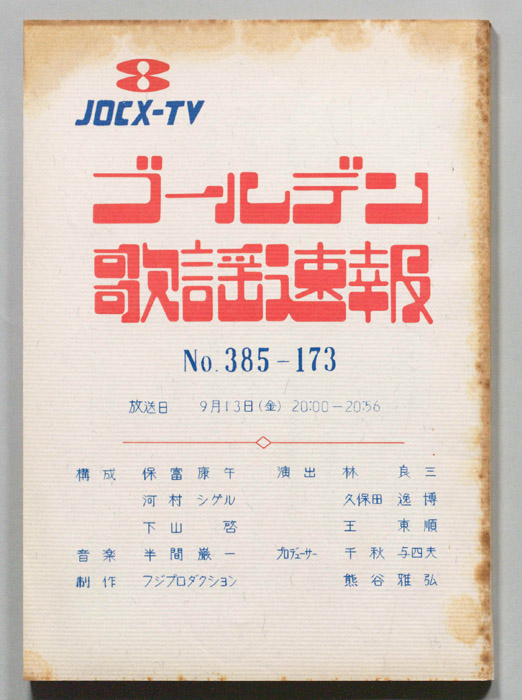 JOCX-TV
ゴールデン
歌謡速報
No. 385-173
放送日 9月13日(金) 20:00-20:56
構成 保富康午 演出 林良三
河村シゲル 久保田逸博
下山啓 王東順
音楽 半間巌一 プロデューサー 千秋与四夫
制作 フジプロダクション 熊谷雅弘